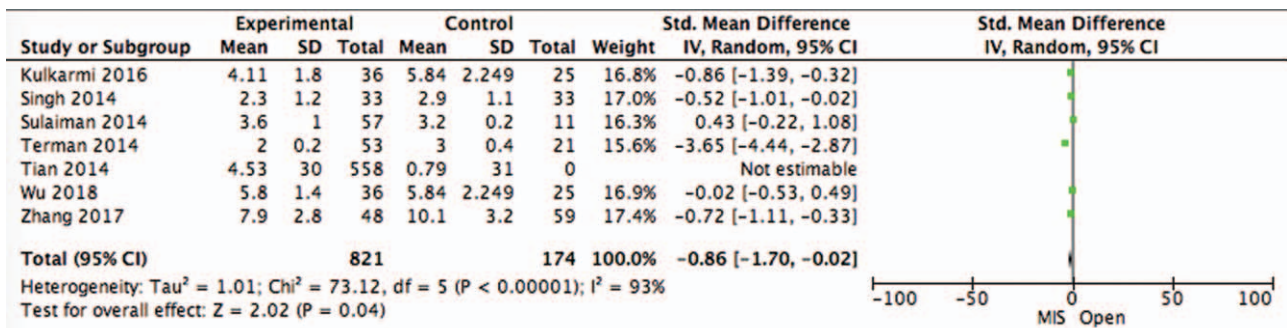 Experimental Control Std. Mean Difference Std. Mean Difference
Study or Subgroup Mean SD Total Mean SD Total Weight IV, Random, 95% CI IV, Random, 95% CI
Kulkarmi 2016 4.11 1.8 36 5.84 2.249 25 16.8% -0.86 [-1.39, -0.32]
Singh 2014 2.3 1.2 33 2.9 1.1 33 17.0% -0.52 [-1.01, -0.02]
Sulaiman 2014 3.6 1 57 3.2 0.2 11 16.3% 0.43 [-0.22, 1.08]
Terman 2014 2 0.2 53 3 0.4 21 15.6% -3.65 [-4.44, -2.87]
Tian 2014 4.53 30 558 0.79 31 0 Not estimable
Wu 2018 5.8 1.4 36 5.84 2.249 25 16.9% -0.02 [-0.53, 0.49]
Zhang 2017 7.9 2.8 48 10.1 3.2 59 17.4% -0.72 [-1.11, -0.33]
Total (95% CI) 821 174 100.0% -0.86 [-1.70, -0.02]
Heterogeneity: Tau² = 1.01; Chi² = 73.12, df = 5 (P < 0.00001); I² = 93%
Test for overall effect: Z = 2.02 (P = 0.04)
-100 -50 0 50 100
MIS Open